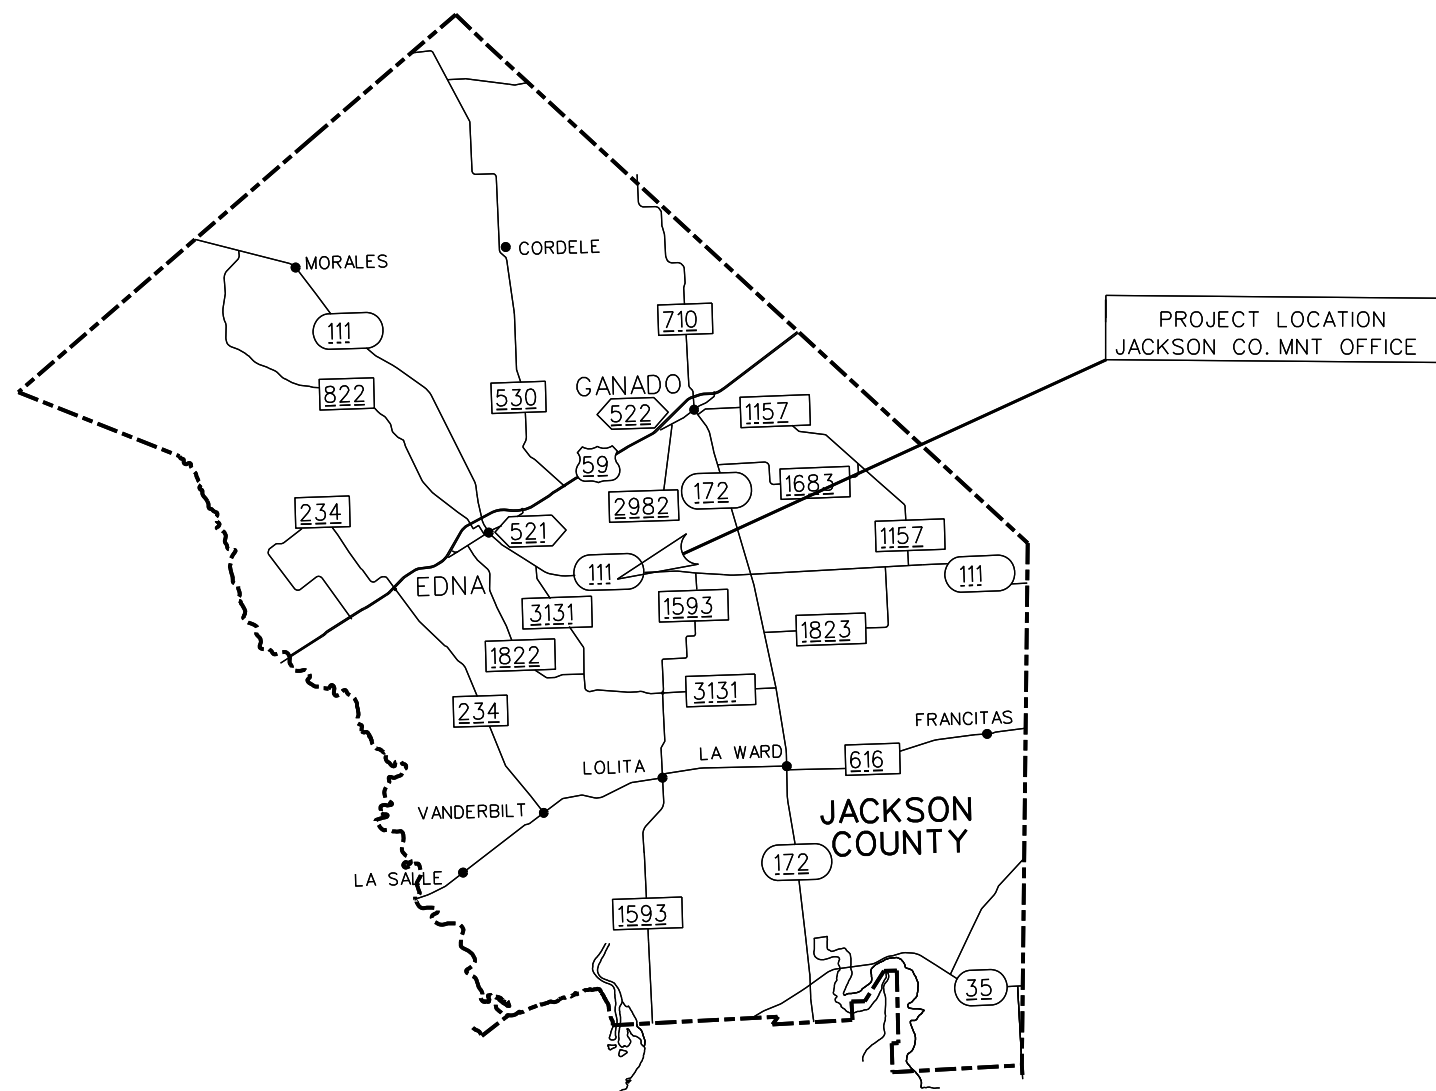 CORDELE
MORALES
PROJECT LOCATION
JACKSON CO. MNT OFFICE
710
111
GANADO
822
530
522
1157
59
1683
172
2982
234
521
1157
111
111
EDNA
3131
1593
1823
1822
3131
234
FRANCITAS
LA WARD
616
LOLITA
VANDERBILT
JACKSON
COUNTY
172
LA SALLE
1593
35